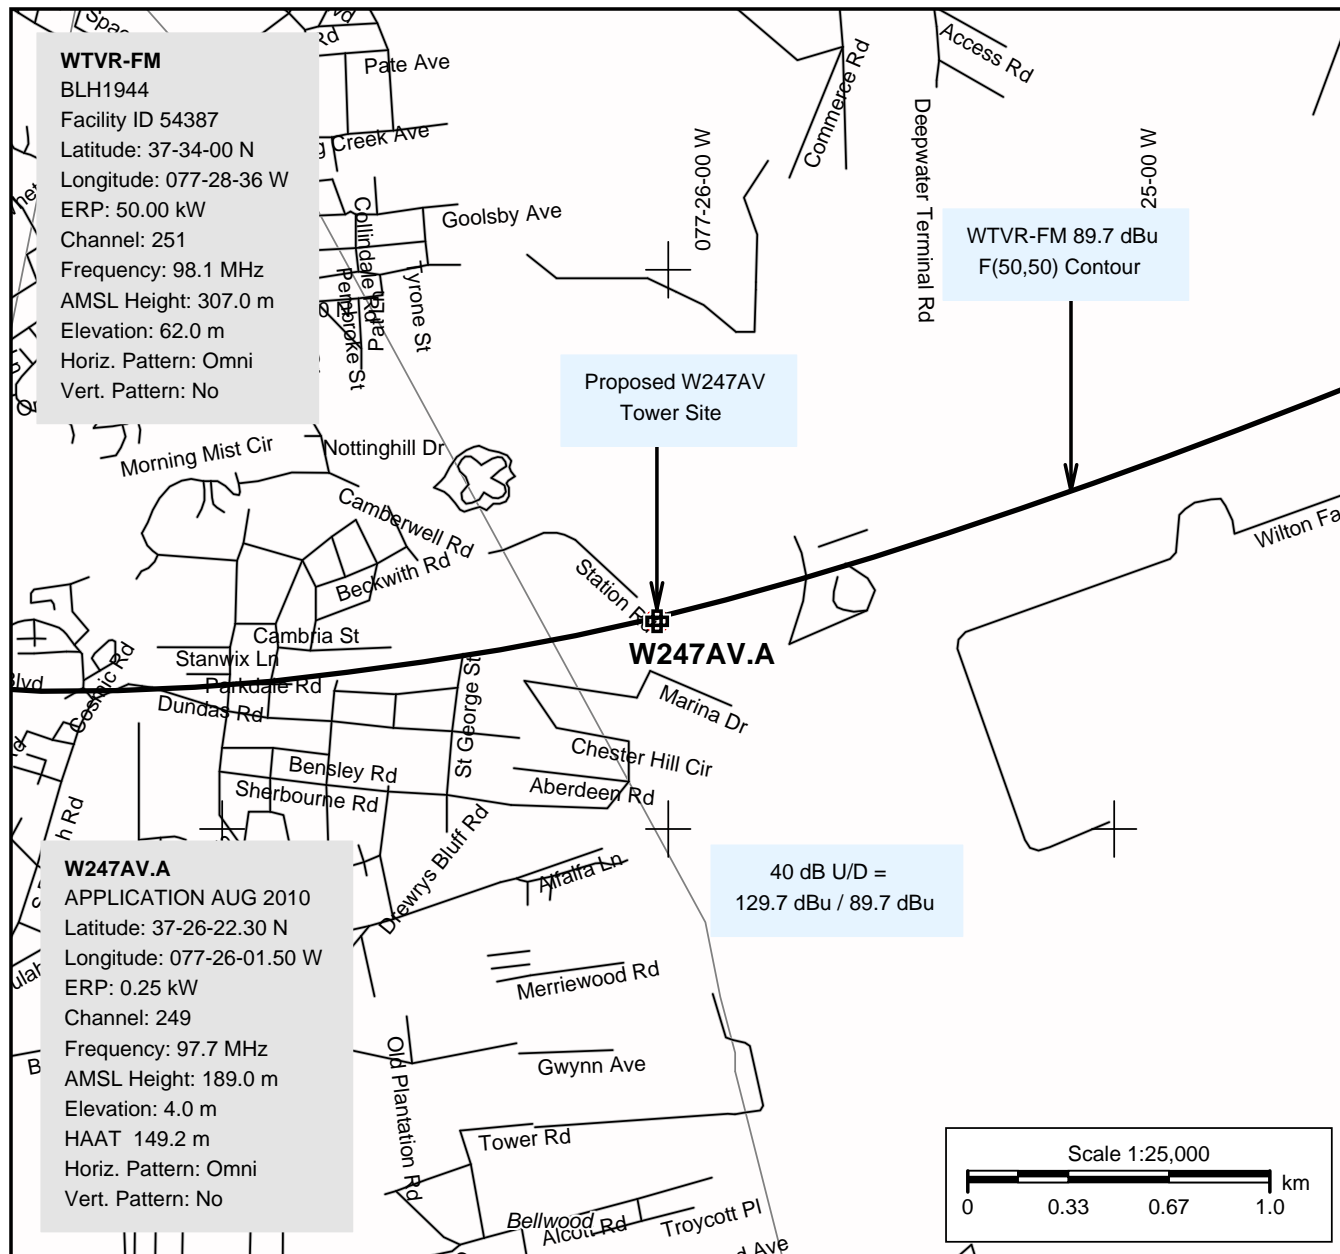 WTVR-FM
BLH1944
Facility ID 54387
Latitude: 37-34-00 N
Longitude: 077-28-36 W
ERP: 50.00 kW
Channel: 251
Frequency: 98.1 MHz
AMSL Height: 307.0 m
Elevation: 62.0 m
Horiz. Pattern: Omni
Vert. Pattern: No
Pate Ave
Creek Ave
Goolsby Ave
Collindale Rd
Pembroke St
Tyrone St
077-26-00 W
Commerce Rd
Access Rd
Deepwater Terminal Rd
25-00 W
WTVR-FM 89.7 dBu
F(50,50) Contour
Proposed W247AV
Tower Site
Morning Mist Cir
Nottinghill Dr
Camberwell Rd
Beckwith Rd
Station
Wilton
Cambria St
Stanwix Ln
Parkdale Rd
Dundas Rd
Cosmic Rd
Blvd
W247AV.A
St George St
Marina Dr
Chester Hill Cir
Bensley Rd
Sherbourne Rd
Aberdeen Rd
Drewrys Bluff Rd
Alfalfa Ln
40 dB U/D =
129.7 dBu / 89.7 dBu
W247AV.A
APPLICATION AUG 2010
Latitude: 37-26-22.30 N
Longitude: 077-26-01.50 W
ERP: 0.25 kW
Channel: 249
Frequency: 97.7 MHz
AMSL Height: 189.0 m
Elevation: 4.0 m
HAAT 149.2 m
Horiz. Pattern: Omni
Vert. Pattern: No
Merriewood Rd
Old Plantation Rd
Gwynn Ave
Tower Rd
Bellwood
Alcott Rd
Troycott Pl
Ave
Scale 1:25,000
0 0.33 0.67 1.0 km